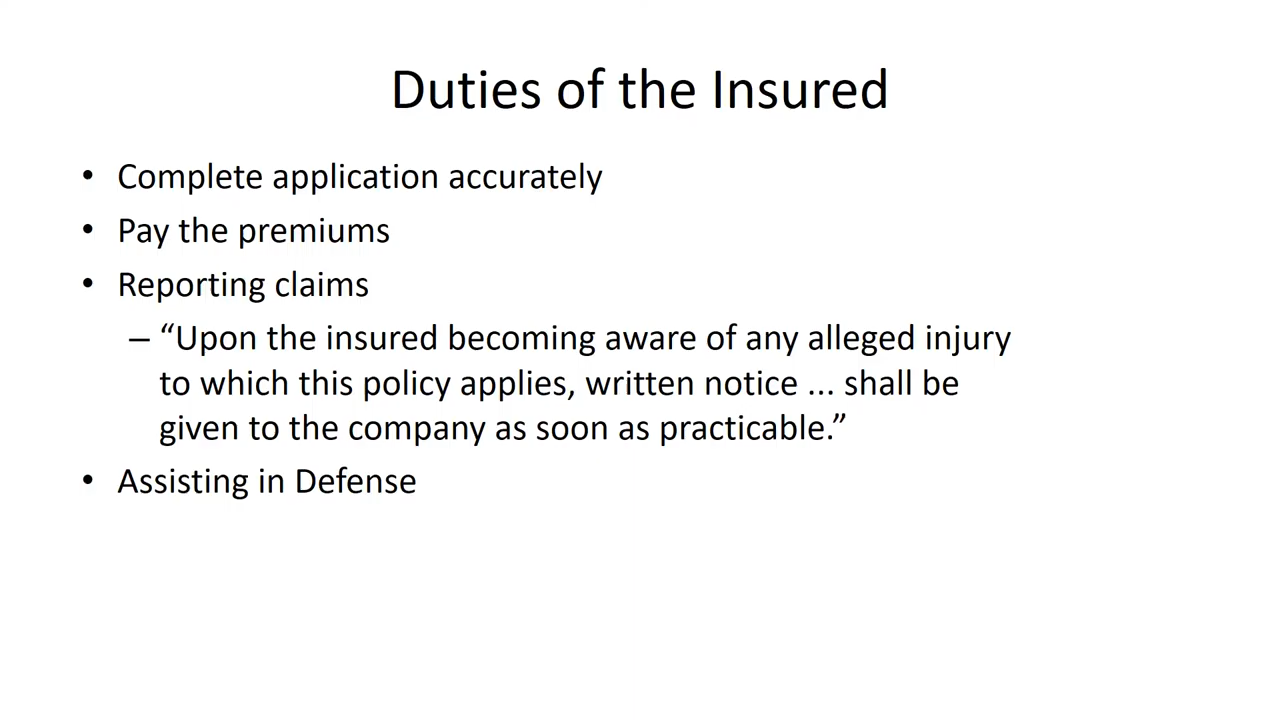 Duties of the Insured
• Complete application accurately
• Pay the premiums
• Reporting claims
– “Upon the insured becoming aware of any alleged injury
to which this policy applies, written notice ... shall be
given to the company as soon as practicable.”
• Assisting in Defense